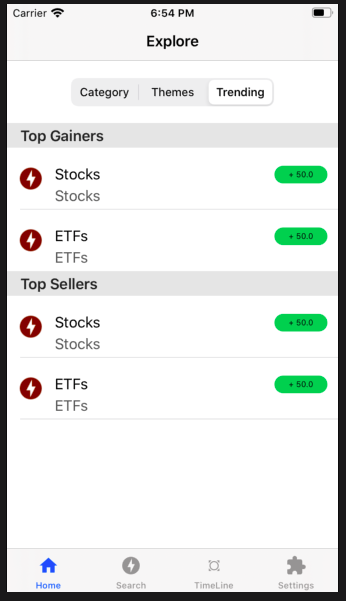 Carrier 6:54 PM
Explore
Category Themes Trending
Top Gainers
Stocks + 50.0
Stocks
ETFs + 50.0
ETFs
Top Sellers
Stocks + 50.0
Stocks
ETFs + 50.0
ETFs
Home Search TimeLine Settings